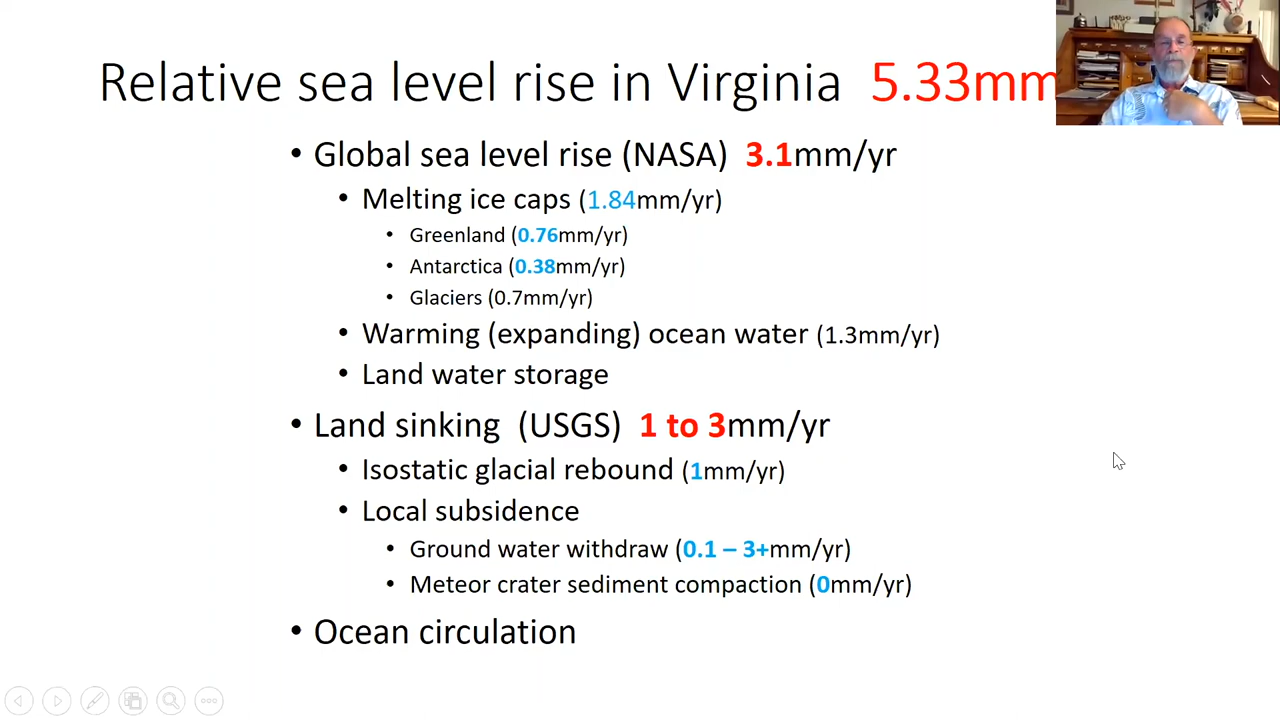 Relative sea level rise in Virginia 5.33mm
• Global sea level rise (NASA) 3.1mm/yr
• Melting ice caps (1.84mm/yr)
• Greenland (0.76mm/yr)
• Antarctica (0.38mm/yr)
• Glaciers (0.7mm/yr)
• Warming (expanding) ocean water (1.3mm/yr)
• Land water storage
• Land sinking (USGS) 1 to 3mm/yr
• Isostatic glacial rebound (1mm/yr)
• Local subsidence
• Ground water withdraw (0.1 – 3+mm/yr)
• Meteor crater sediment compaction (0mm/yr)
• Ocean circulation